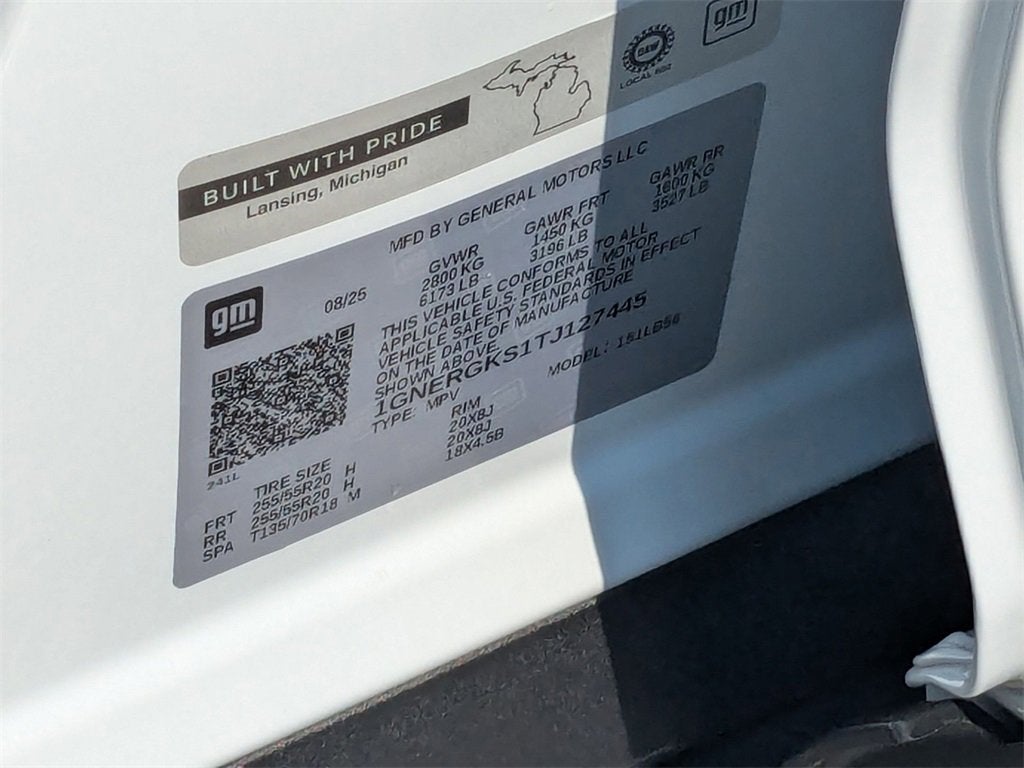 BUILT WITH PRIDE
Lansing, Michigan
LOCAL 602
gm
gm
08/25
MFD BY GENERAL MOTORS LLC
GVWR GAWR FRT GAWR RR
2800 KG 1450 KG 1600 KG
6173 LB 3196 LB 3527 LB
THIS VEHICLE CONFORMS TO ALL
APPLICABLE U.S. FEDERAL MOTOR
VEHICLE SAFETY STANDARDS IN EFFECT
ON THE DATE OF MANUFACTURE
SHOWN ABOVE
1GNERGKS1TJ127445
TYPE: MPV MODEL: 1S1LB56
241L
TIRE SIZE RIM
FRT 255/55R20 H 20X8J
RR 255/55R20 H 20X8J
SPA T135/70R18 M 18X4.5B